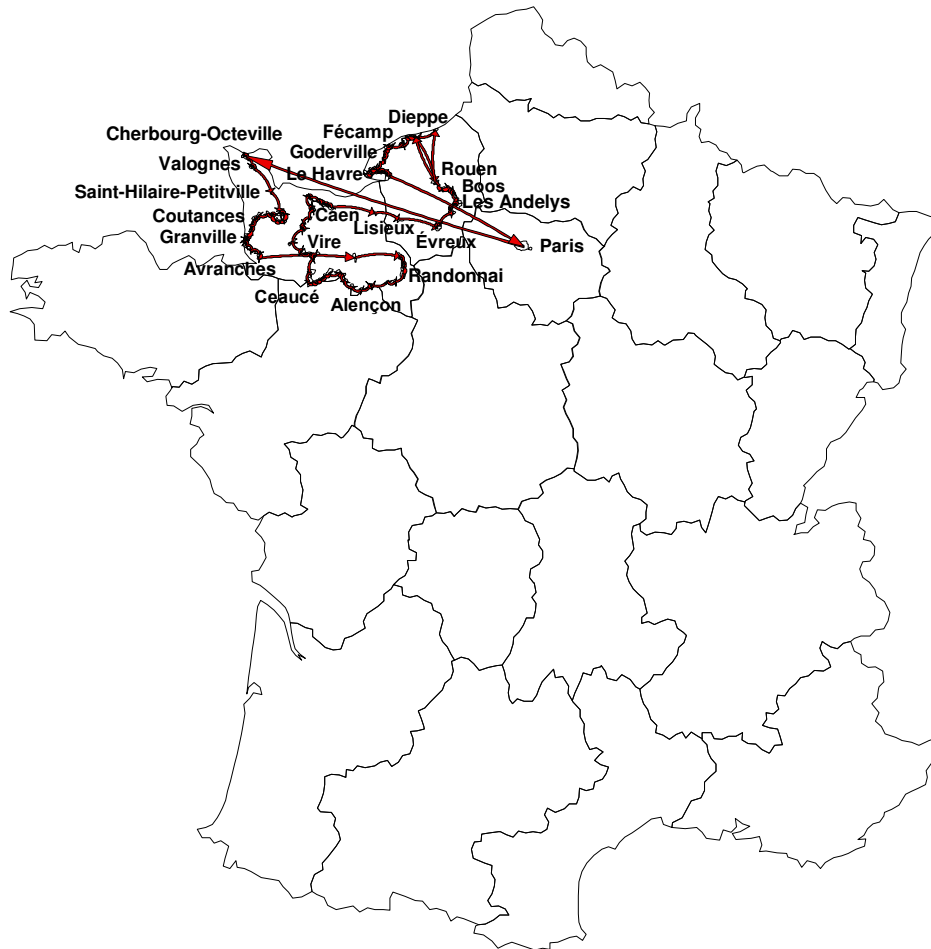 Dieppe
Cherbourg-Octeville
Fécamp
Valognes
Goderville
Le Havre
Rouen
Saint-Hilaire-Petitville
Boos
Les Andelys
Coutances
Caen
Lisieux
Granville
Vire
Évreux
Paris
Avranches
Randonnai
Ceaucé
Alençon